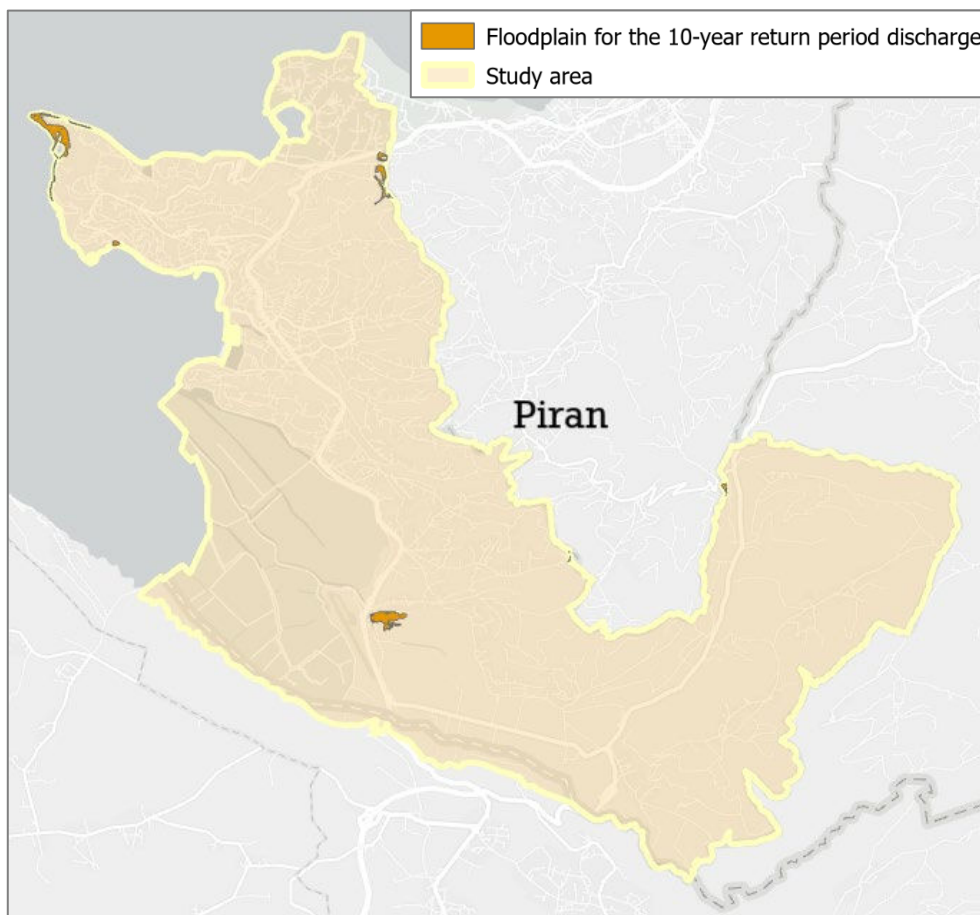 Floodplain for the 10-year return period discharge
Study area
Piran